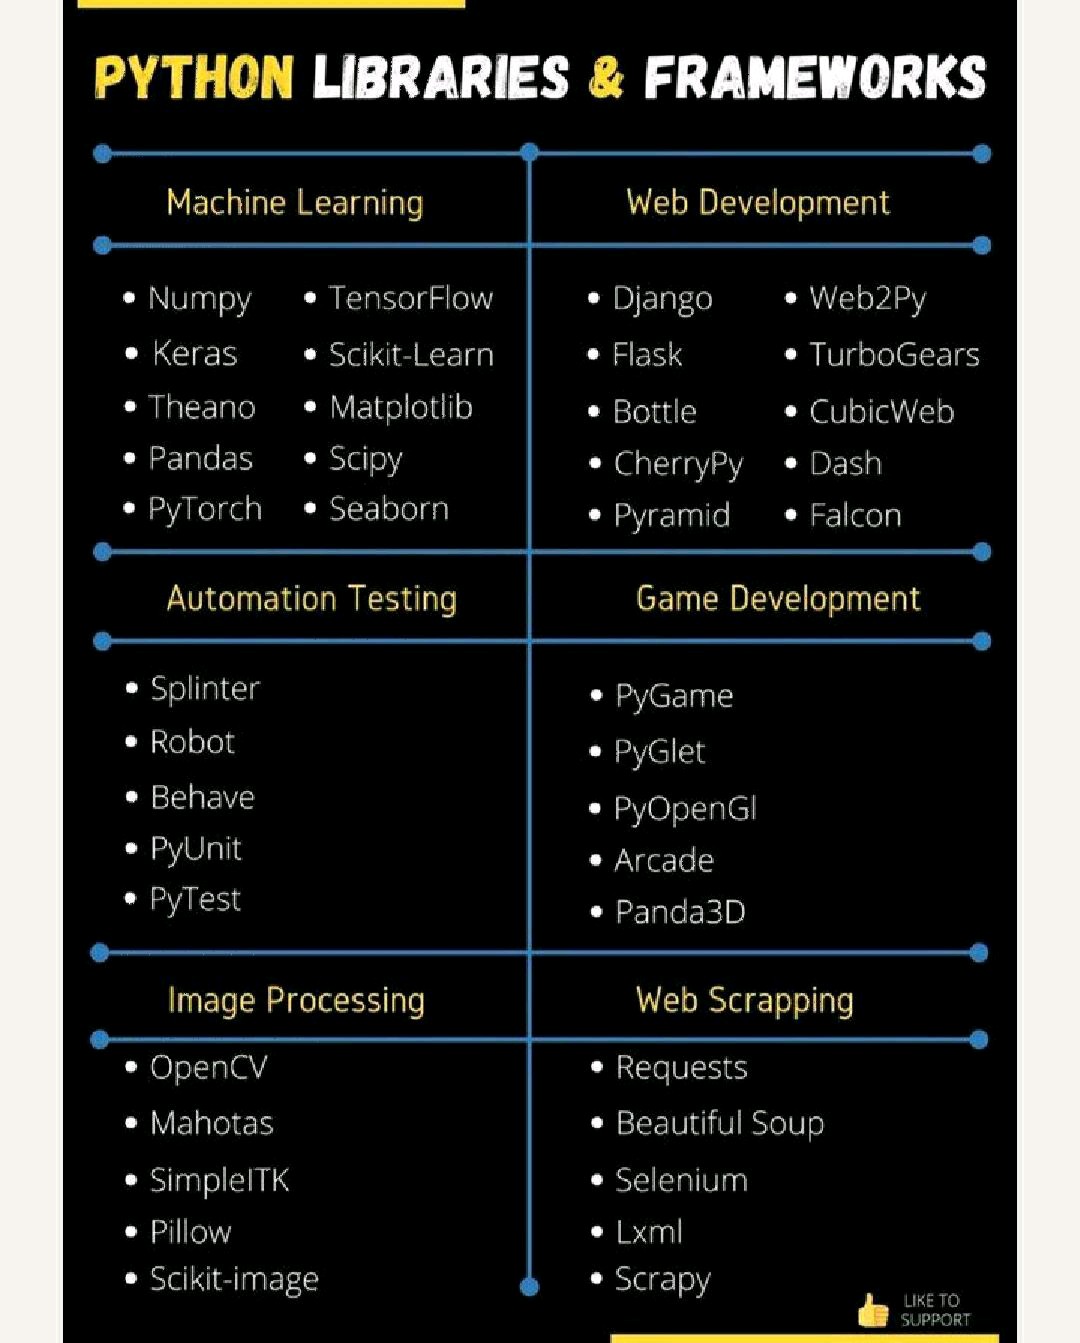 PYTHON LIBRARIES & FRAMEWORKS
Machine Learning
Numpy
Keras
Theano
Pandas
PyTorch
TensorFlow
Scikit-Learn
Matplotlib
Scipy
Seaborn
Web Development
Django
Flask
Bottle
CherryPy
Pyramid
Web2Py
TurboGears
CubicWeb
Dash
Falcon
Automation Testing
Splinter
Robot
Behave
PyUnit
PyTest
Game Development
PyGame
PyGlet
PyOpenGl
Arcade
Panda3D
Image Processing
OpenCV
Mahotas
SimpleITK
Pillow
Scikit-image
Web Scrapping
Requests
Beautiful Soup
Selenium
Lxml
Scrapy
LIKE TO
SUPPORT